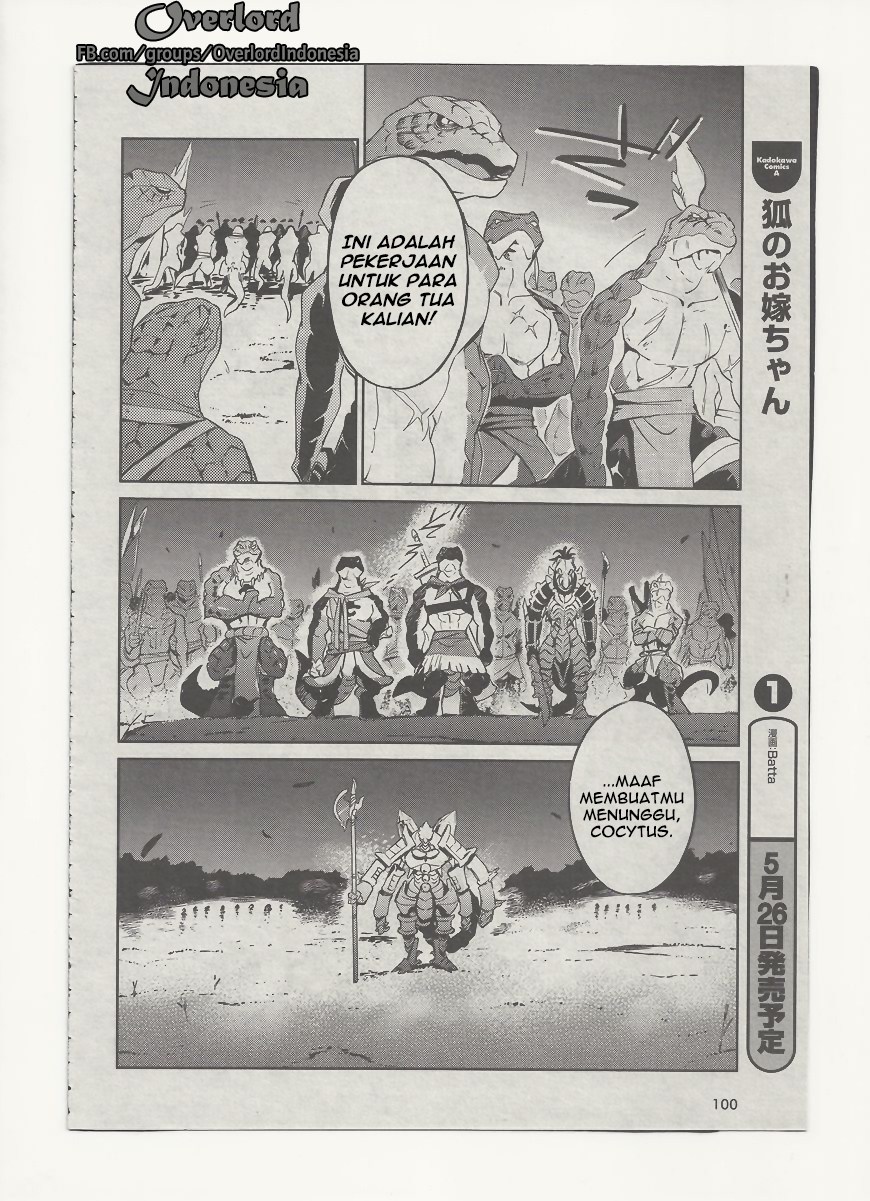 Overlord
FB.com/groups/OverlordIndonesia
Indonesia
INI ADALAH
PEKERJAAN
UNTUK PARA
ORANG TUA
KALIAN!
...MAAF
MEMBUATMU
MENUNGGU,
COCYTUS.
Kadokawa
Comics
A
狐のお嫁ちゃん
1
漫画:Batta
5月26日発売予定
100